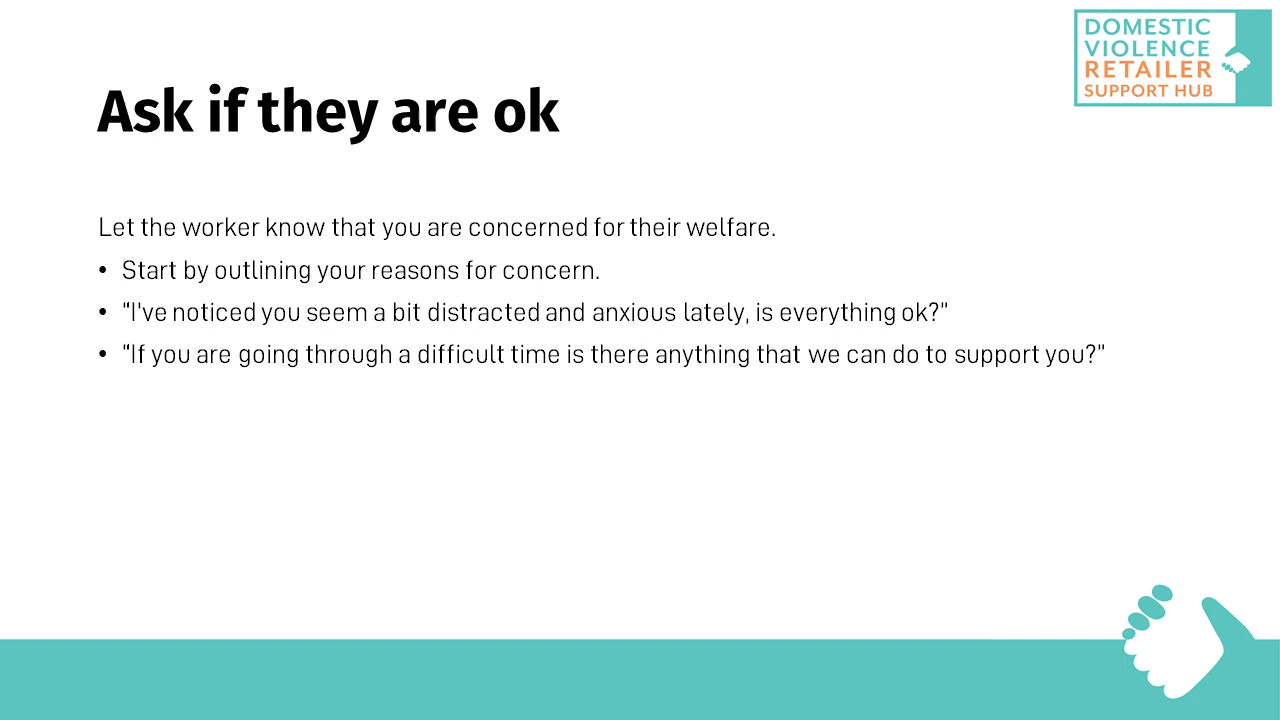 DOMESTIC
VIOLENCE
RETAILER
SUPPORT HUB
Ask if they are ok
Let the worker know that you are concerned for their welfare.
• Start by outlining your reasons for concern.
• “I've noticed you seem a bit distracted and anxious lately, is everything ok?”
• “If you are going through a difficult time is there anything that we can do to support you?”